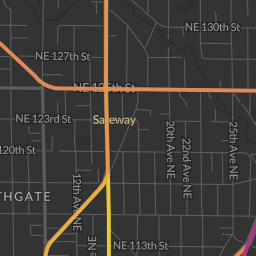 NE 130th St
NE 127th St
NE 125th St
NE 123rd St
Safeway
20th Ave NE
22nd Ave NE
25th Ave NE
120th St
THGATE
12th Ave NE
NE
NE 113th St